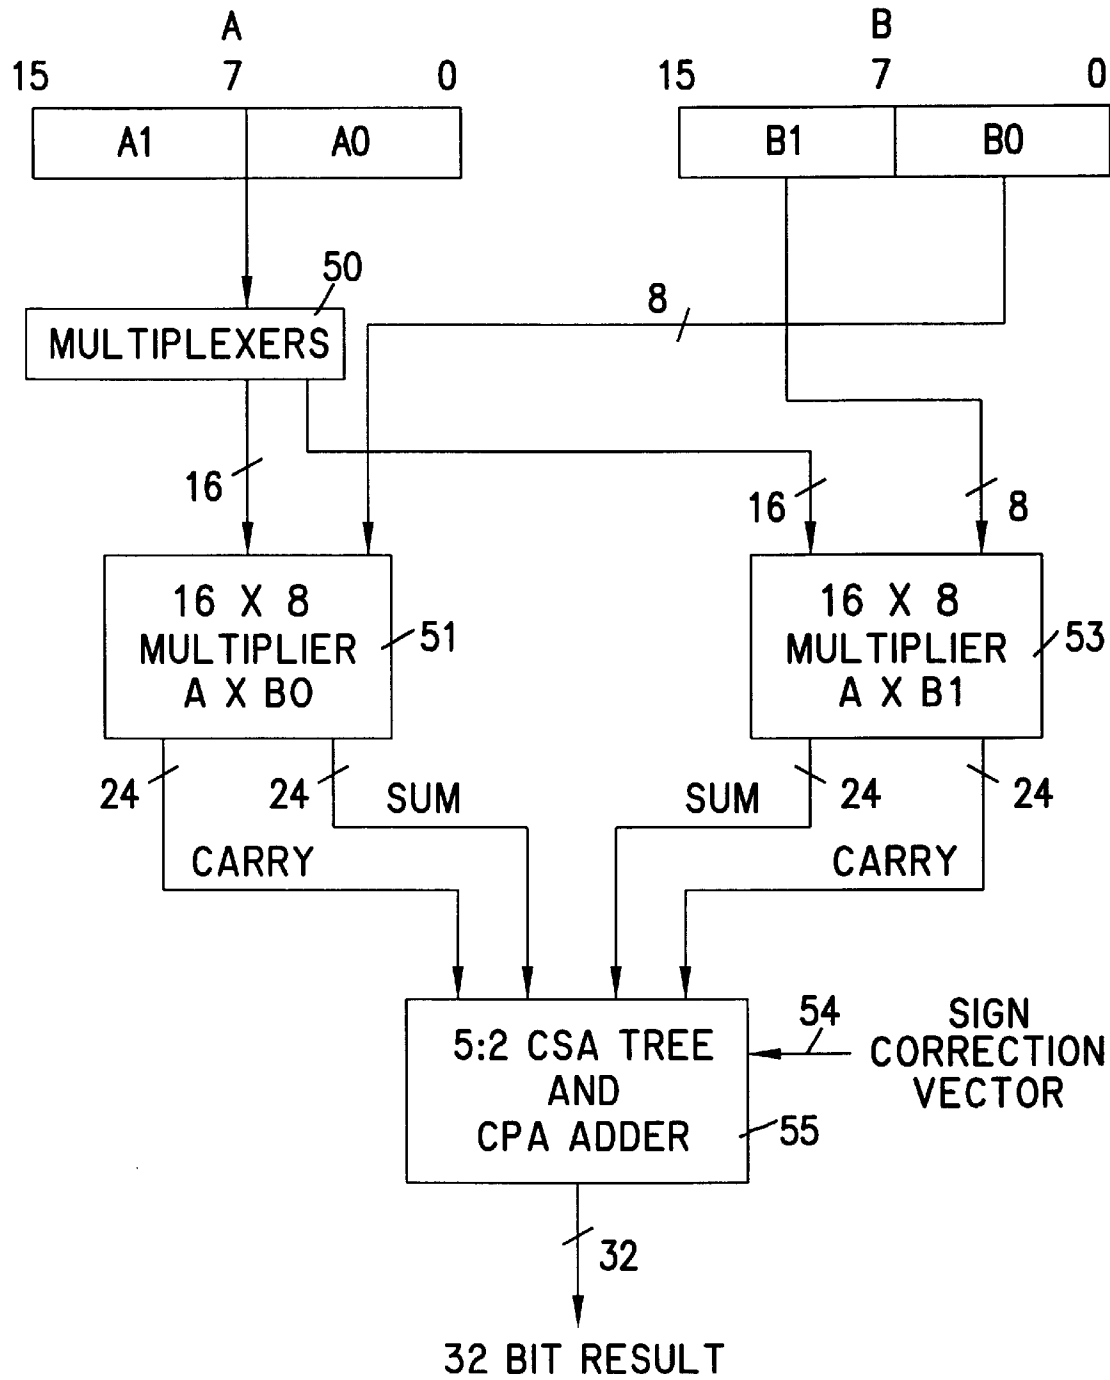 A B
15 7 0 15 7 0
A1 A0 B1 B0
50
8
MULTIPLEXERS
16 16 8
16 X 8
MULTIPLIER
A X B0
51
16 X 8
MULTIPLIER
A X B1
53
24 24 SUM SUM 24 24
CARRY CARRY
5:2 CSA TREE
AND
CPA ADDER
54
SIGN
CORRECTION
VECTOR
55
32
32 BIT RESULT